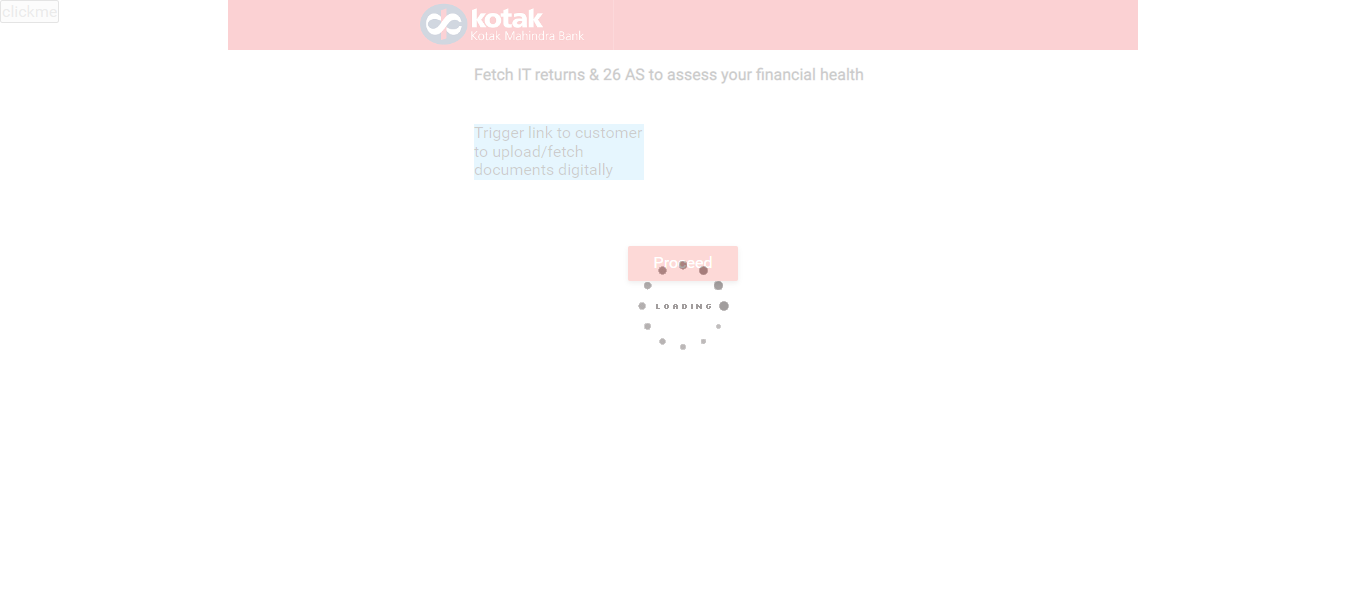 clickme
kotak
Kotak Mahindra Bank
Fetch IT returns & 26 AS to assess your financial health
Trigger link to customer
to upload/fetch
documents digitally
Proceed
LOADING